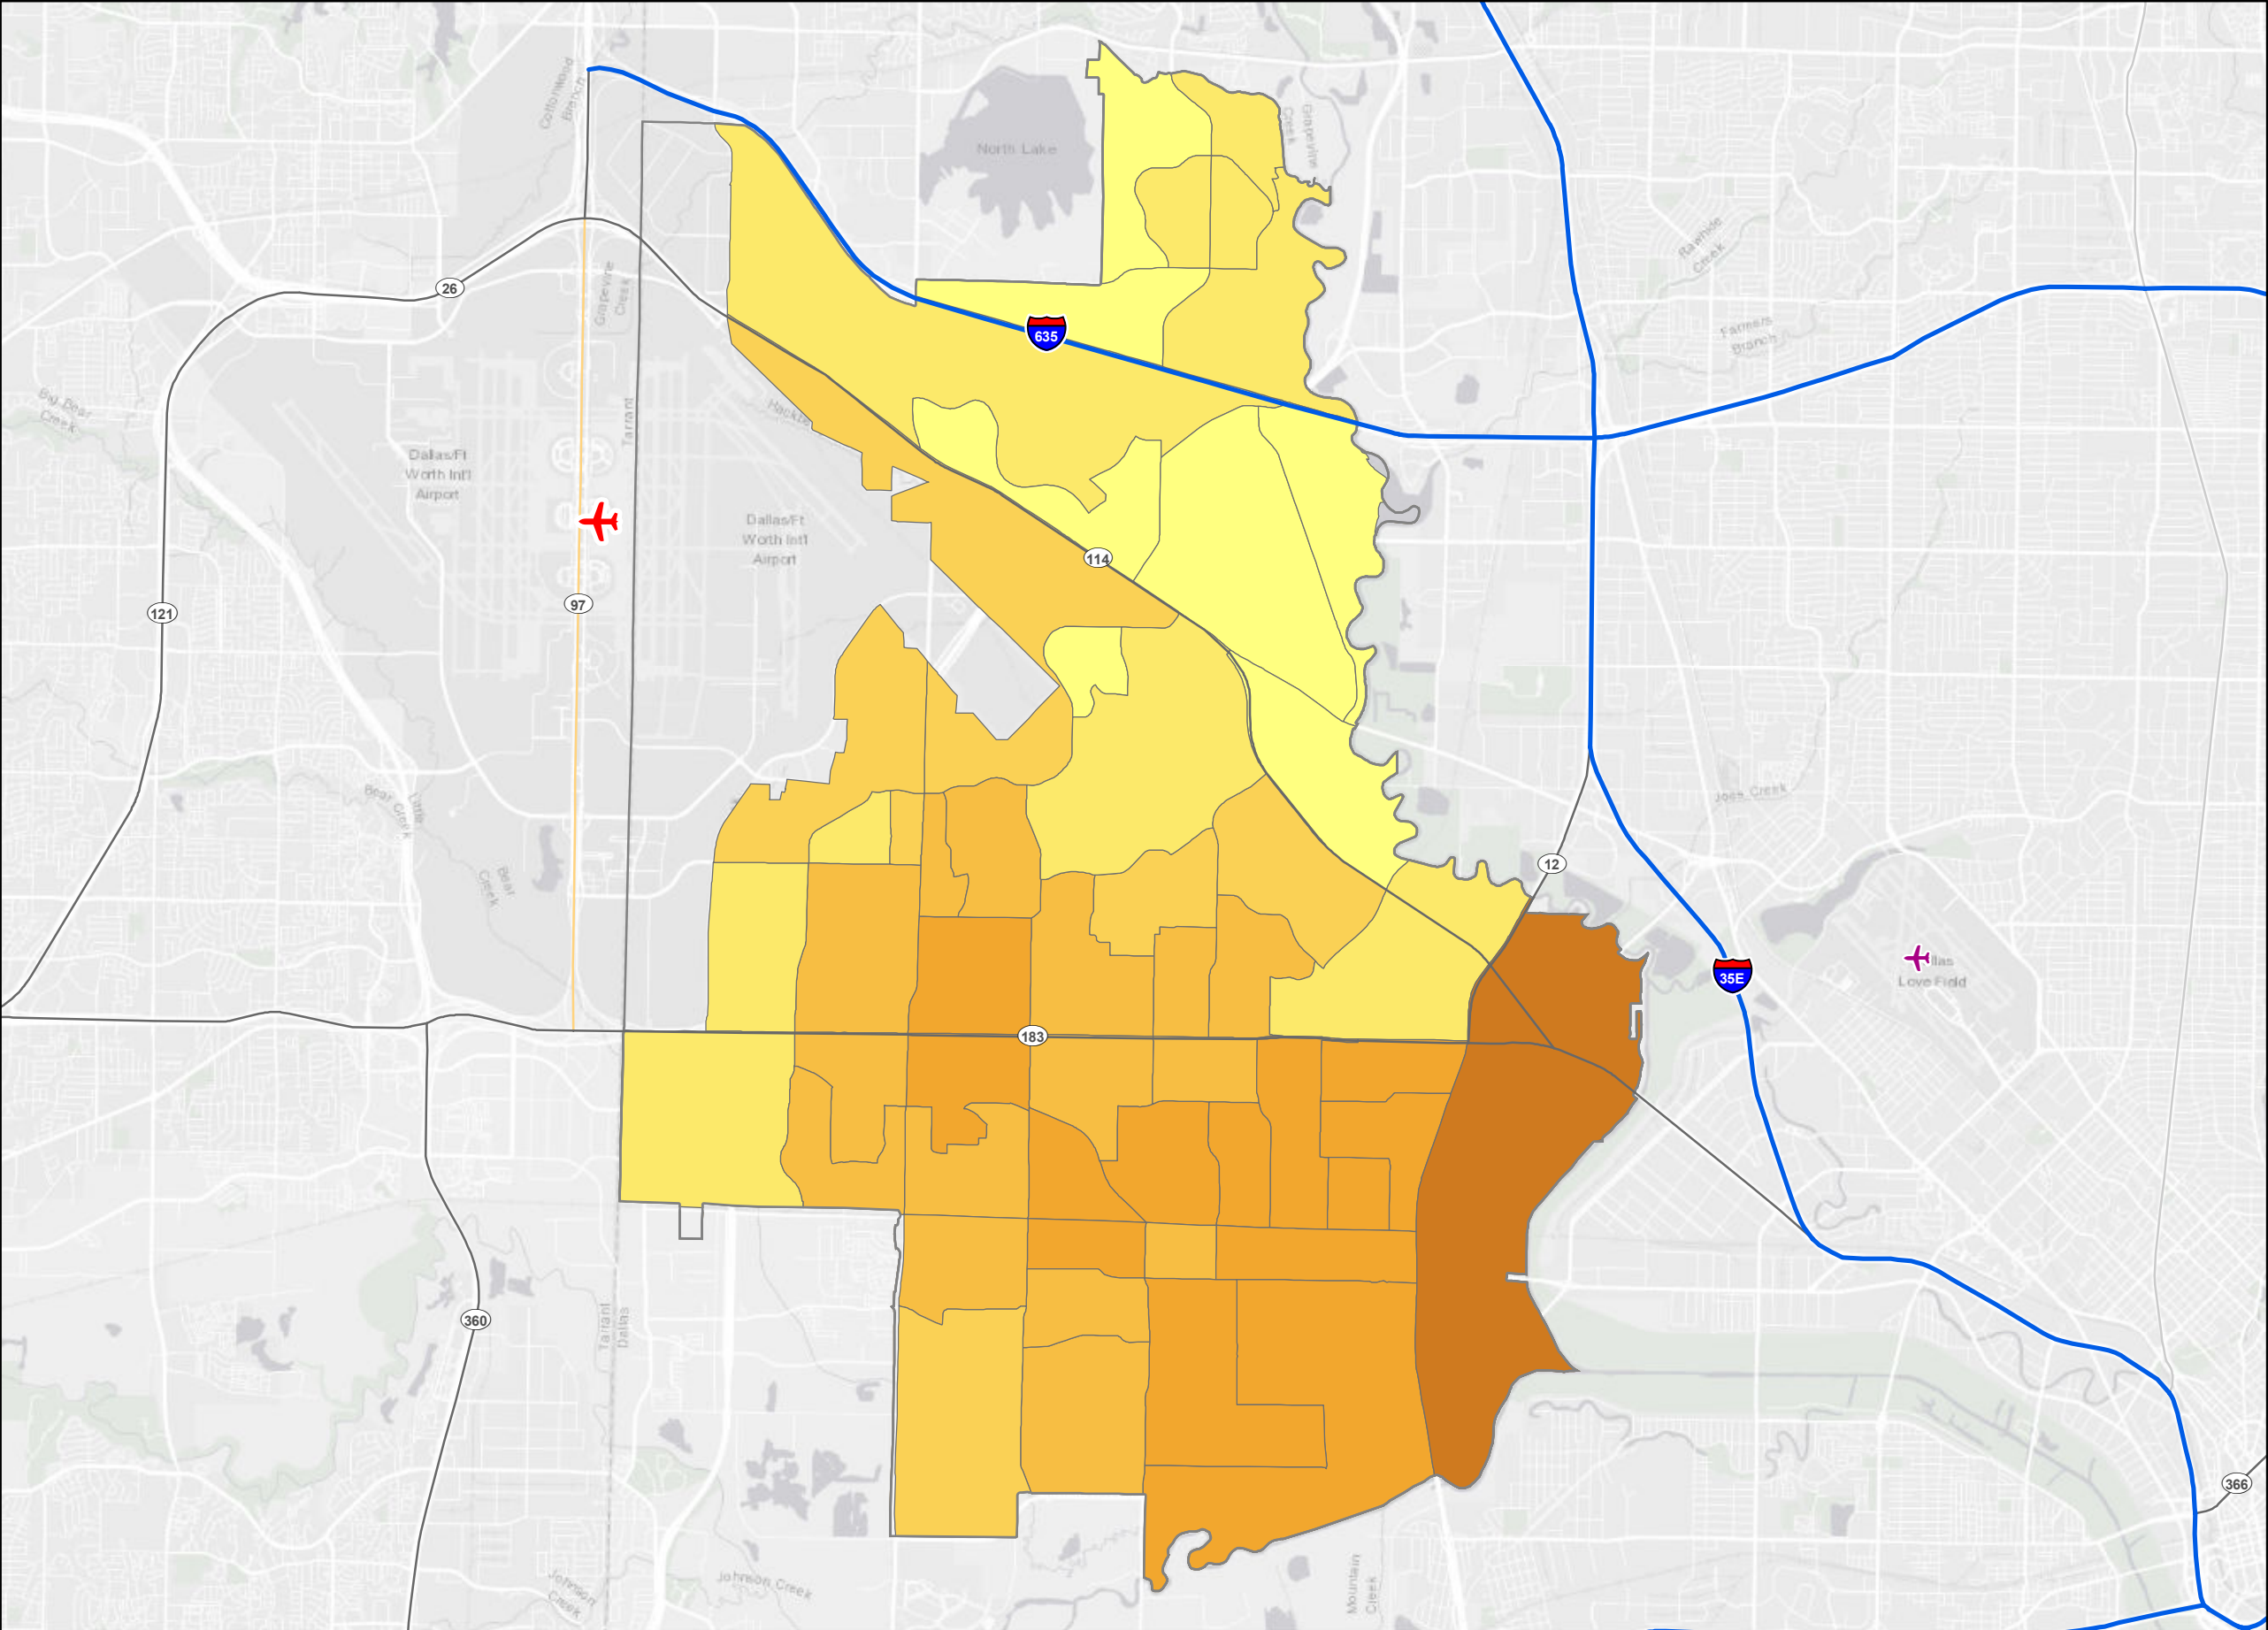 Cottonwood
Branch
North Lake
Grapevine
Creek
26
Grapevine
Creek
635
Rawhide
Creek
Farmers
Branch
Big Bear
Creek
Tarrant
Dallas/Ft
Worth Int'l
Airport
Dallas/Ft
Worth Int'l
Airport
114
121
97
Joes Creek
Little
Bear Creek
Bear
Creek
12
35E
Love Field
183
360
Tarrant
Dallas
366
Johnson
Creek
Johnson Creek
Mountain
Creek